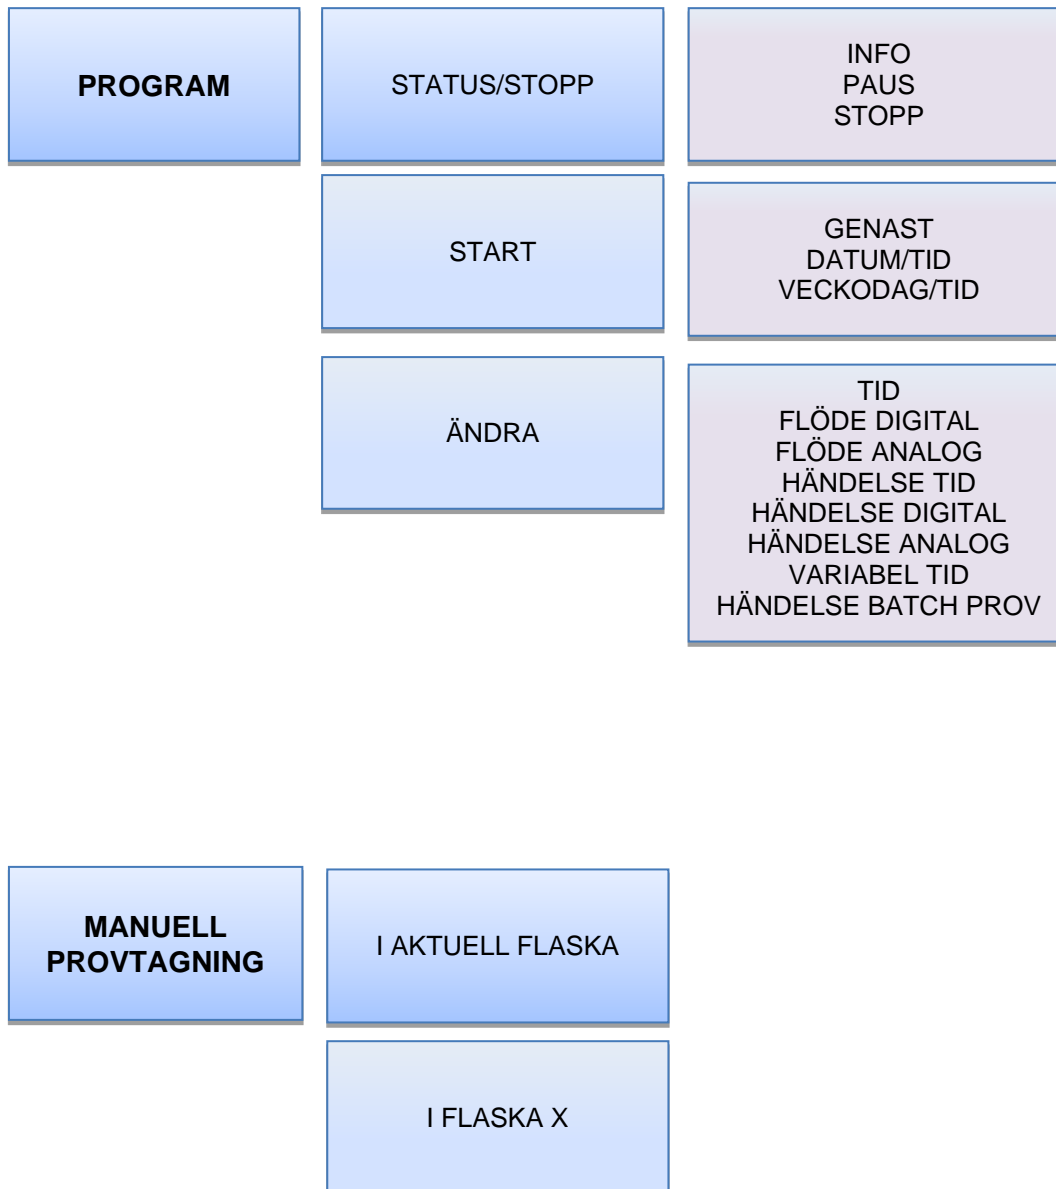 PROGRAM
STATUS/STOPP
INFO
PAUS
STOPP
START
GENAST
DATUM/TID
VECKODAG/TID
ÄNDRA
TID
FLÖDE DIGITAL
FLÖDE ANALOG
HÄNDELSE TID
HÄNDELSE DIGITAL
HÄNDELSE ANALOG
VARIABEL TID
HÄNDELSE BATCH PROV
MANUELL
PROVTAGNING
I AKTUELL FLASKA
I FLASKA X